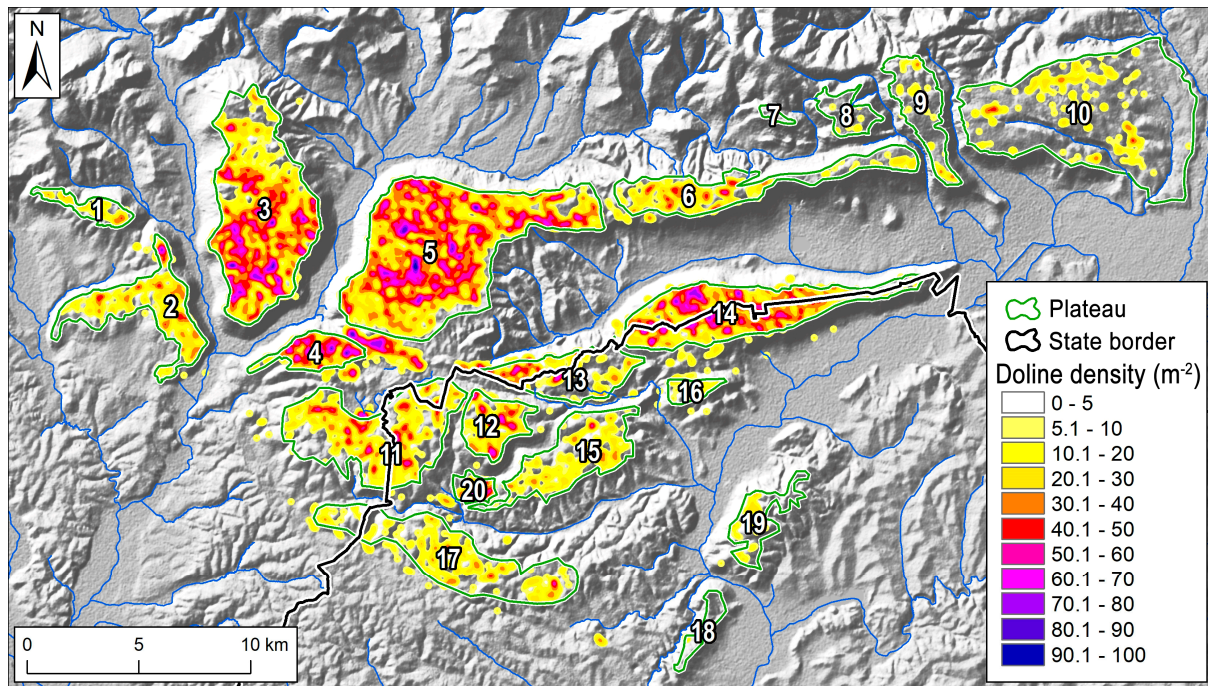 N
1
2
3
4
5
6
7
8
9
10
11
12
13
14
15
16
17
18
19
20
Plateau
State border
Doline density (m⁻²)
0 - 5
5.1 - 10
10.1 - 20
20.1 - 30
30.1 - 40
40.1 - 50
50.1 - 60
60.1 - 70
70.1 - 80
80.1 - 90
90.1 - 100
0 5 10 km